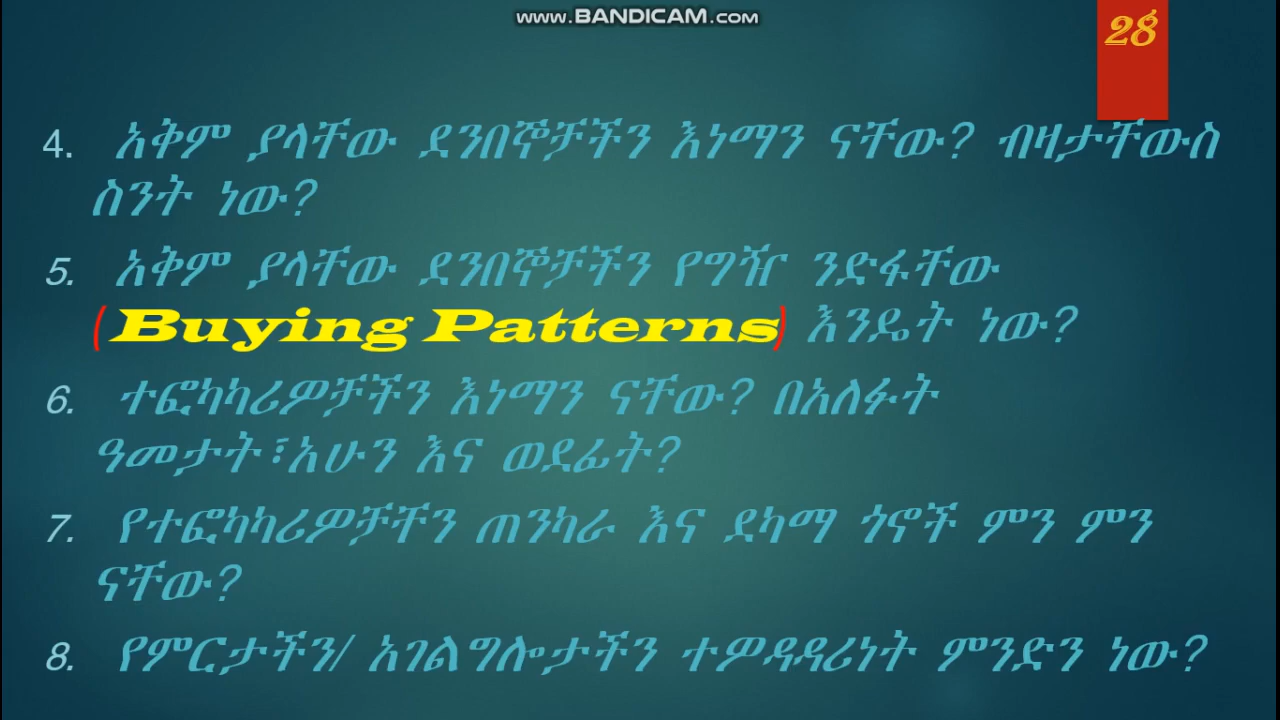 www.BANDICAM.com
28
4. አቅም ያላቸው ደንበኞቻችን እነማን ናቸው? ብዛታቸውስ
ስንት ነው?
5. አቅም ያላቸው ደንበኞቻችን የግዥ ንድፋቸው
(Buying Patterns) እንዴት ነው?
6. ተፎካካሪዎቻችን እነማን ናቸው? በአለፉት
ዓመታት፣አሁን እና ወደፊት?
7. የተፎካካሪዎቻቸን ጠንካራ እና ደካማ ጎኖች ምን ምን
ናቸው?
8. የምርታችን/ አገልግሎታችን ተዎዳዳሪነት ምንድን ነው?